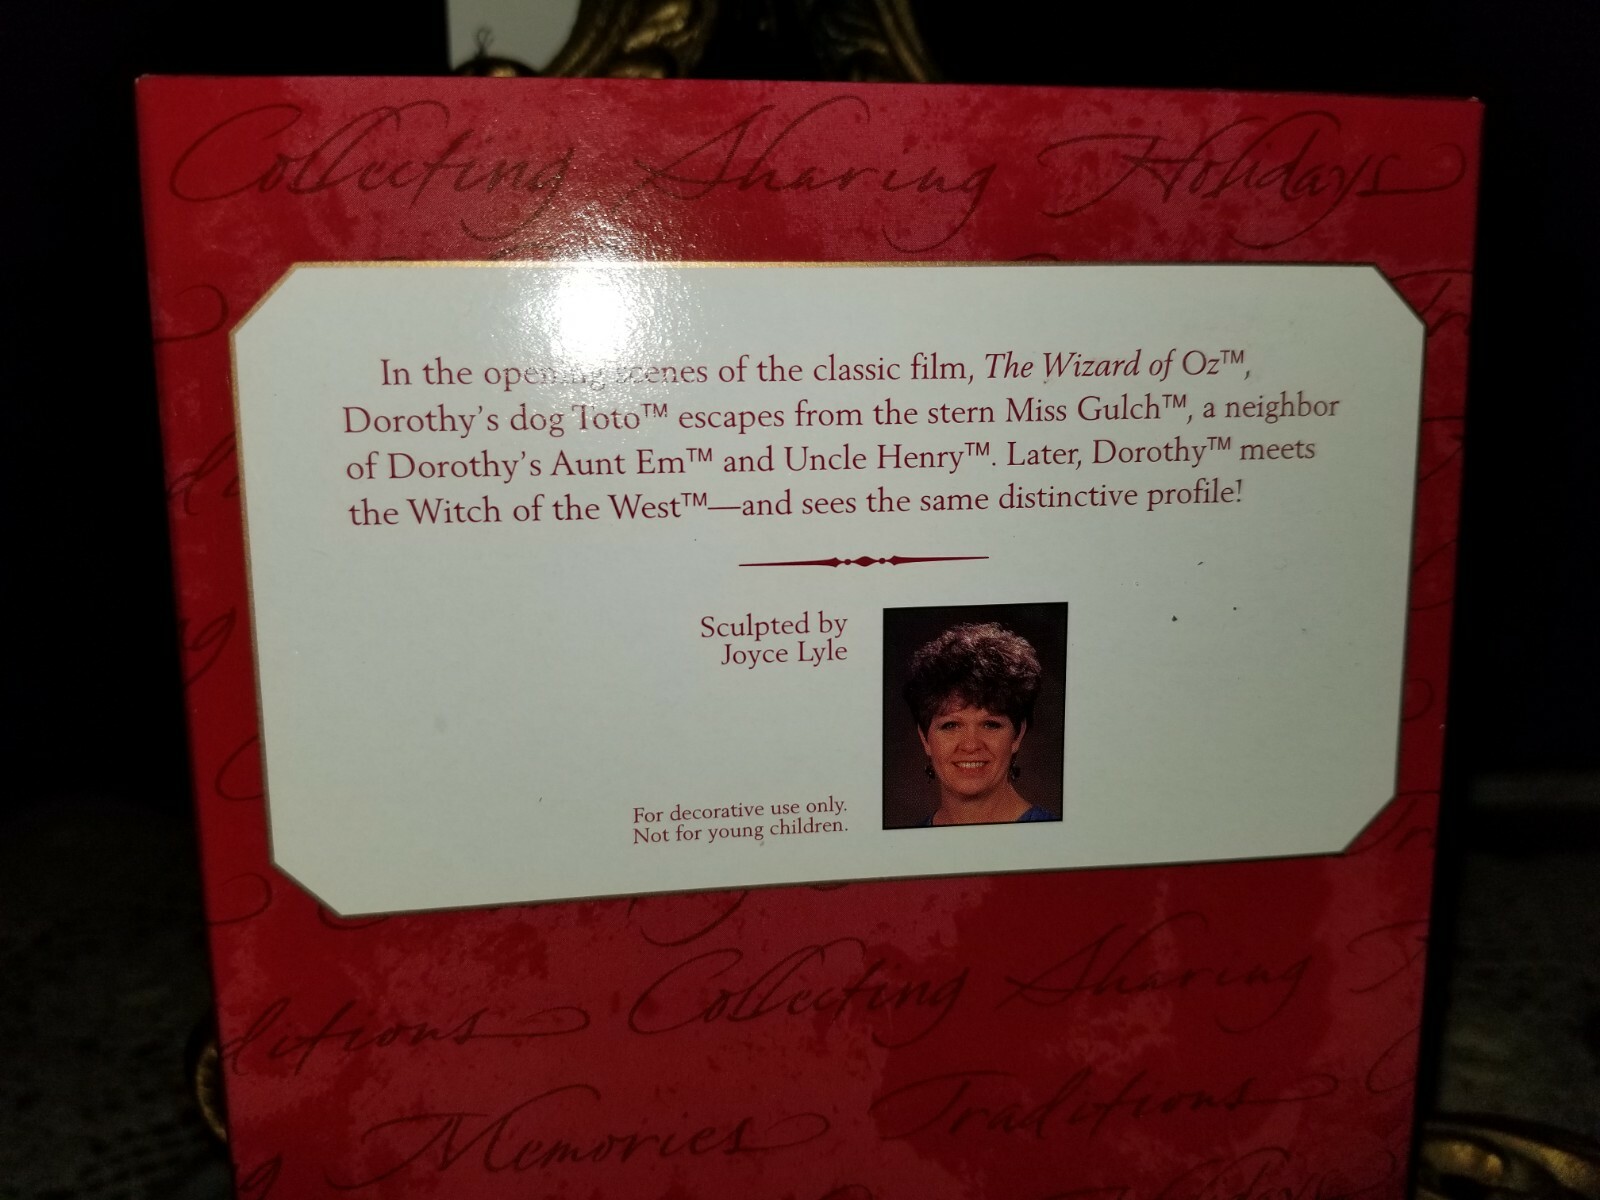 Collecting Sharing Holidays
In the opening scenes of the classic film, The Wizard of Oz™,
Dorothy's dog Toto™ escapes from the stern Miss Gulch™, a neighbor
of Dorothy's Aunt Em™ and Uncle Henry™. Later, Dorothy™ meets
the Witch of the West™—and sees the same distinctive profile!
Sculpted by
Joyce Lyle
For decorative use only.
Not for young children.
Collecting Sharing
ditions
Memories Traditions